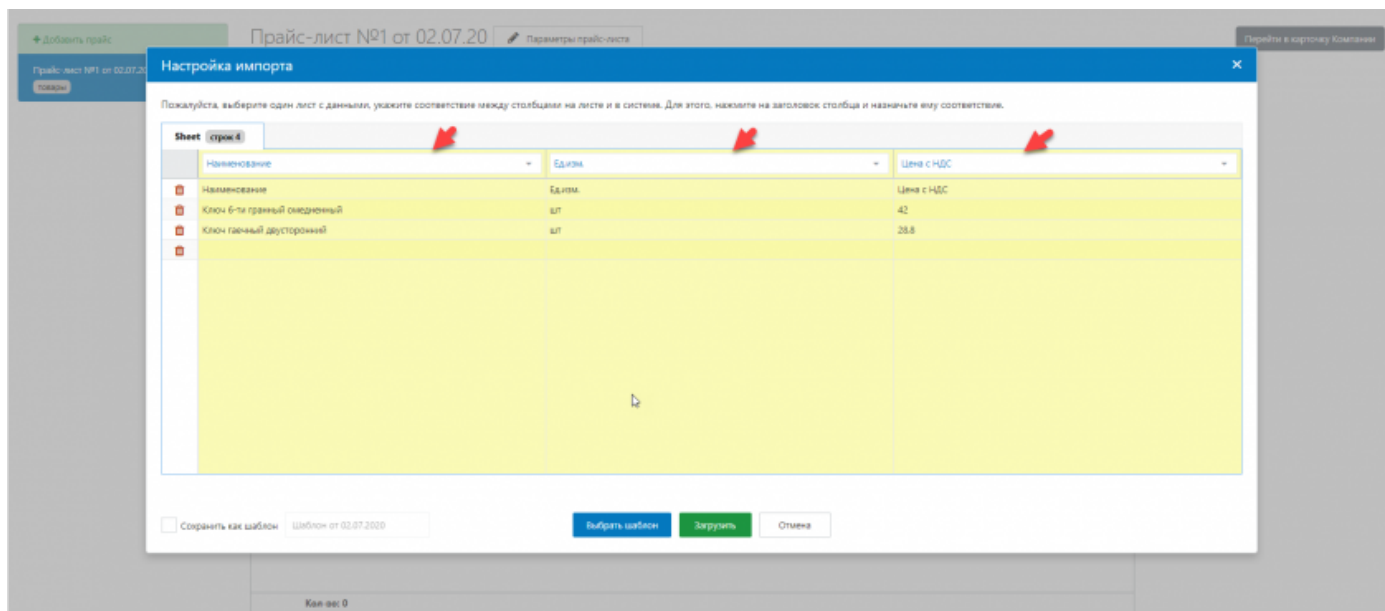 + Добавить прайс
Прайс-лист №1 от 02.07.20
Параметры прайс-листа
Перейти в карточку Компании
Прайс-лист №1 от 02.07.20
товары
Настройка импорта
×
Пожалуйста, выберите один лист с данными, укажите соответствие между столбцами на листе и в системе. Для этого, нажмите на заголовок столбца и назначьте ему соответствие.
Sheet строк 4
Наименование Ед.изм. Цена с НДС
Наименование Ед.изм. Цена с НДС
Ключ 6-ти гранный омедненный шт 42
Ключ гаечный двусторонний шт 28.8
Сохранить как шаблон Шаблон от 02.07.2020 Выбрать шаблон Загрузить Отмена
Кол-во: 0